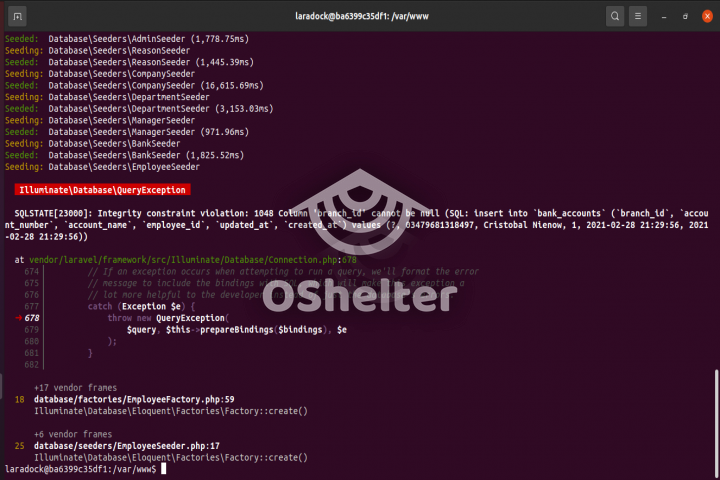 laradock@ba6399c35df1: /var/www
Seeded:  Database\Seeders\AdminSeeder (1,778.75ms)
Seeding: Database\Seeders\ReasonSeeder
Seeded:  Database\Seeders\ReasonSeeder (1,445.39ms)
Seeding: Database\Seeders\CompanySeeder
Seeded:  Database\Seeders\CompanySeeder (16,615.69ms)
Seeding: Database\Seeders\DepartmentSeeder
Seeded:  Database\Seeders\DepartmentSeeder (3,153.03ms)
Seeding: Database\Seeders\ManagerSeeder
Seeded:  Database\Seeders\ManagerSeeder (971.96ms)
Seeding: Database\Seeders\BankSeeder
Seeded:  Database\Seeders\BankSeeder (1,825.52ms)
Seeding: Database\Seeders\EmployeeSeeder
Illuminate\Database\QueryException
SQLSTATE[23000]: Integrity constraint violation: 1048 Column 'branch_id' cannot be null (SQL: insert into `bank_accounts` (`branch_id`, `accou
nt_number`, `account_name`, `employee_id`, `updated_at`, `created_at`) values (?, 03479681318497, Cristobal Nienow, 1, 2021-02-28 21:29:56, 2021
-02-28 21:29:56))
at vendor/laravel/framework/src/Illuminate/Database/Connection.php:678
674 // If an exception occurs when attempting to run a query, we'll format the error
675 // message to include the bindings with make this exception a
676 // lot more helpful to the developer
677 catch (Exception $e) {
➜ 678 throw new QueryException(
679 $query, $this->prepareBindings($bindings), $e
680 );
681 }
682
OShelter
+17 vendor frames
18 database/factories/EmployeeFactory.php:59
Illuminate\Database\Eloquent\Factories\Factory::create()
+6 vendor frames
25 database/seeders/EmployeeSeeder.php:17
Illuminate\Database\Eloquent\Factories\Factory::create()
laradock@ba6399c35df1:/var/www$